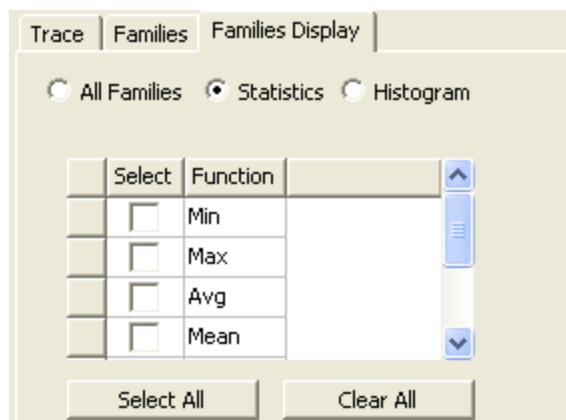 Trace Families Families Display
All Families Statistics Histogram
Select Function
Min
Max
Avg
Mean
Select All Clear All